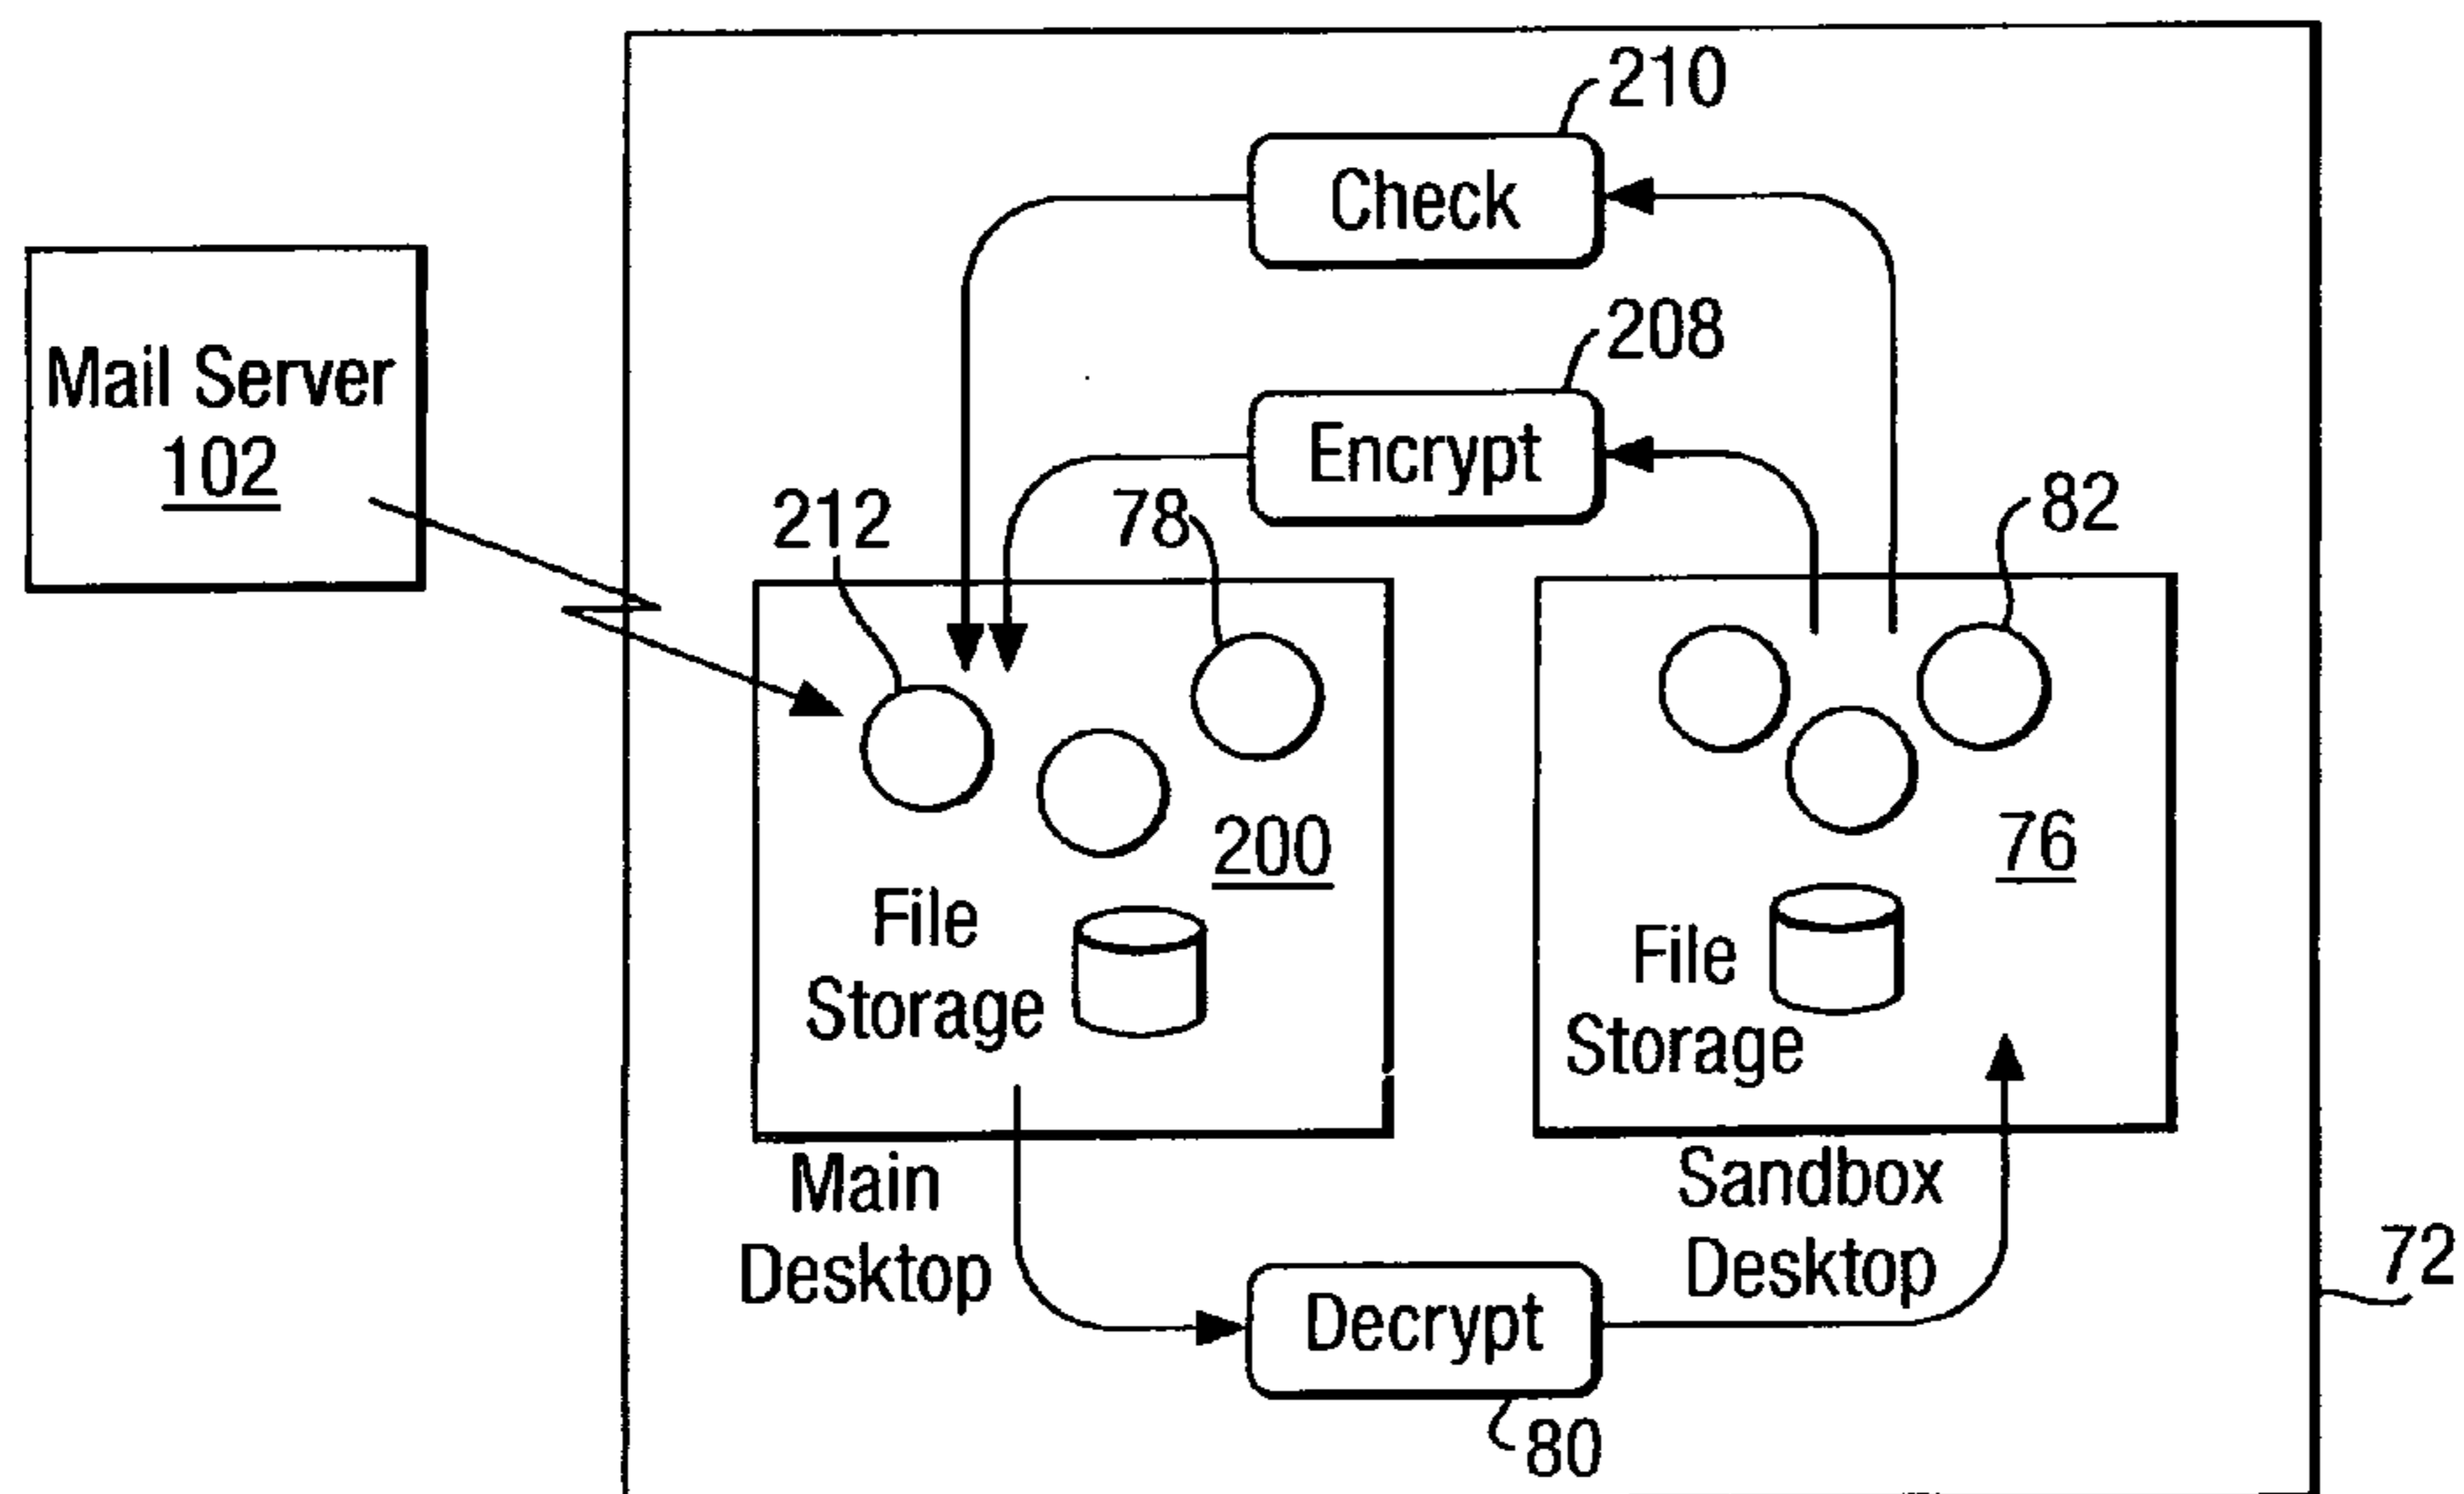 210
Check
208
Mail Server
102
Encrypt
212
78
82
200
76
File
Storage
File
Storage
Main
Desktop
Sandbox
Desktop
72
Decrypt
80